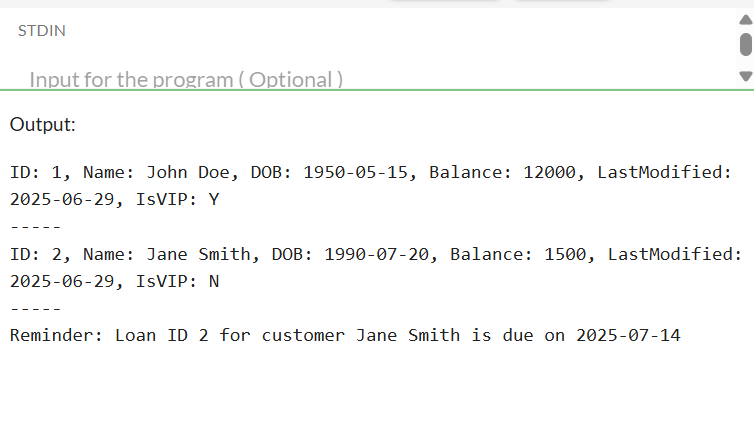 STDIN
Input for the program ( Optional )
Output:
ID: 1, Name: John Doe, DOB: 1950-05-15, Balance: 12000, LastModified:
2025-06-29, IsVIP: Y
-----
ID: 2, Name: Jane Smith, DOB: 1990-07-20, Balance: 1500, LastModified:
2025-06-29, IsVIP: N
-----
Reminder: Loan ID 2 for customer Jane Smith is due on 2025-07-14